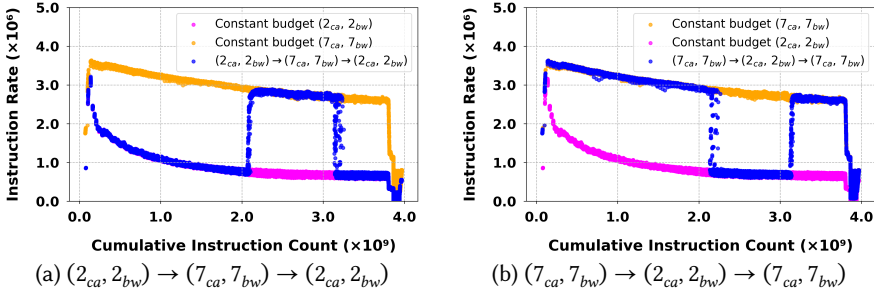 Instruction Rate (×10⁶)
5.0
4.0
3.0
2.0
1.0
0.0
Constant budget (2ca, 2bw)
Constant budget (7ca, 7bw)
(2ca, 2bw)→(7ca, 7bw)→(2ca, 2bw)
0.0 1.0 2.0 3.0 4.0
Cumulative Instruction Count (×10⁹)
(a) (2ca, 2bw) → (7ca, 7bw) → (2ca, 2bw)
Instruction Rate (×10⁶)
5.0
4.0
3.0
2.0
1.0
0.0
Constant budget (7ca, 7bw)
Constant budget (2ca, 2bw)
(7ca, 7bw)→(2ca, 2bw)→(7ca, 7bw)
0.0 1.0 2.0 3.0 4.0
Cumulative Instruction Count (×10⁹)
(b) (7ca, 7bw) → (2ca, 2bw) → (7ca, 7bw)